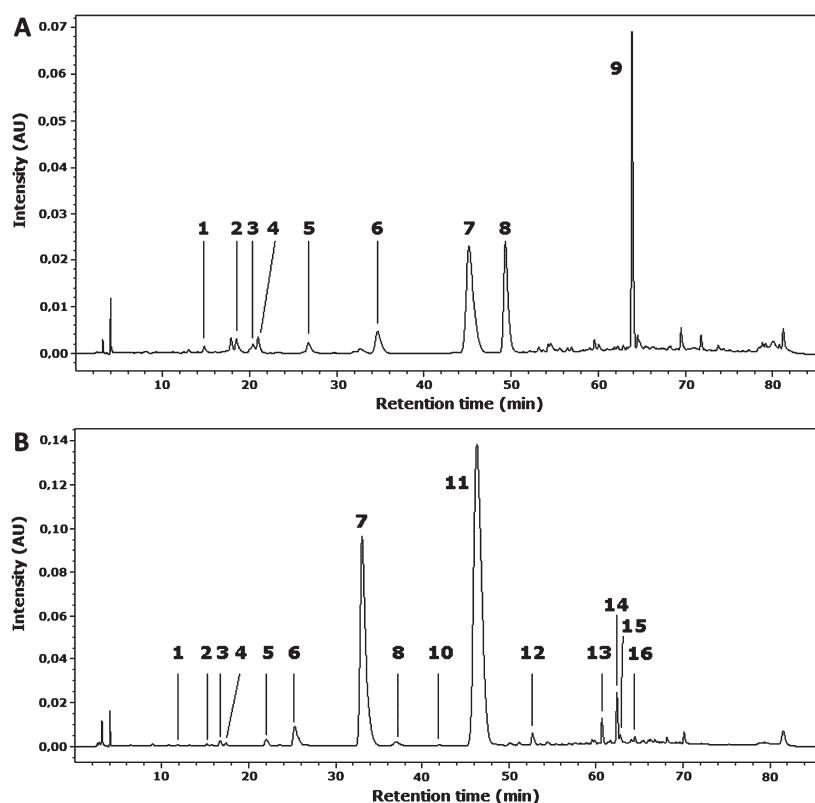 A
Intensity (AU)
0.07
0,06
0,05
0,04
0.03
0,02
0,01
0,00
1 2 3 4 5 6 7 8 9
10 20 30 40 50 60 70 80
Retention time (min)
B
Intensity (AU)
0,14
0,12
0,10
0,08
0,06
0,04
0,02
0,00
11
7
14
15
1 2 3 4 5 6 8 10 12 13 16
10 20 30 40 50 60 70 80
Retention time (min)